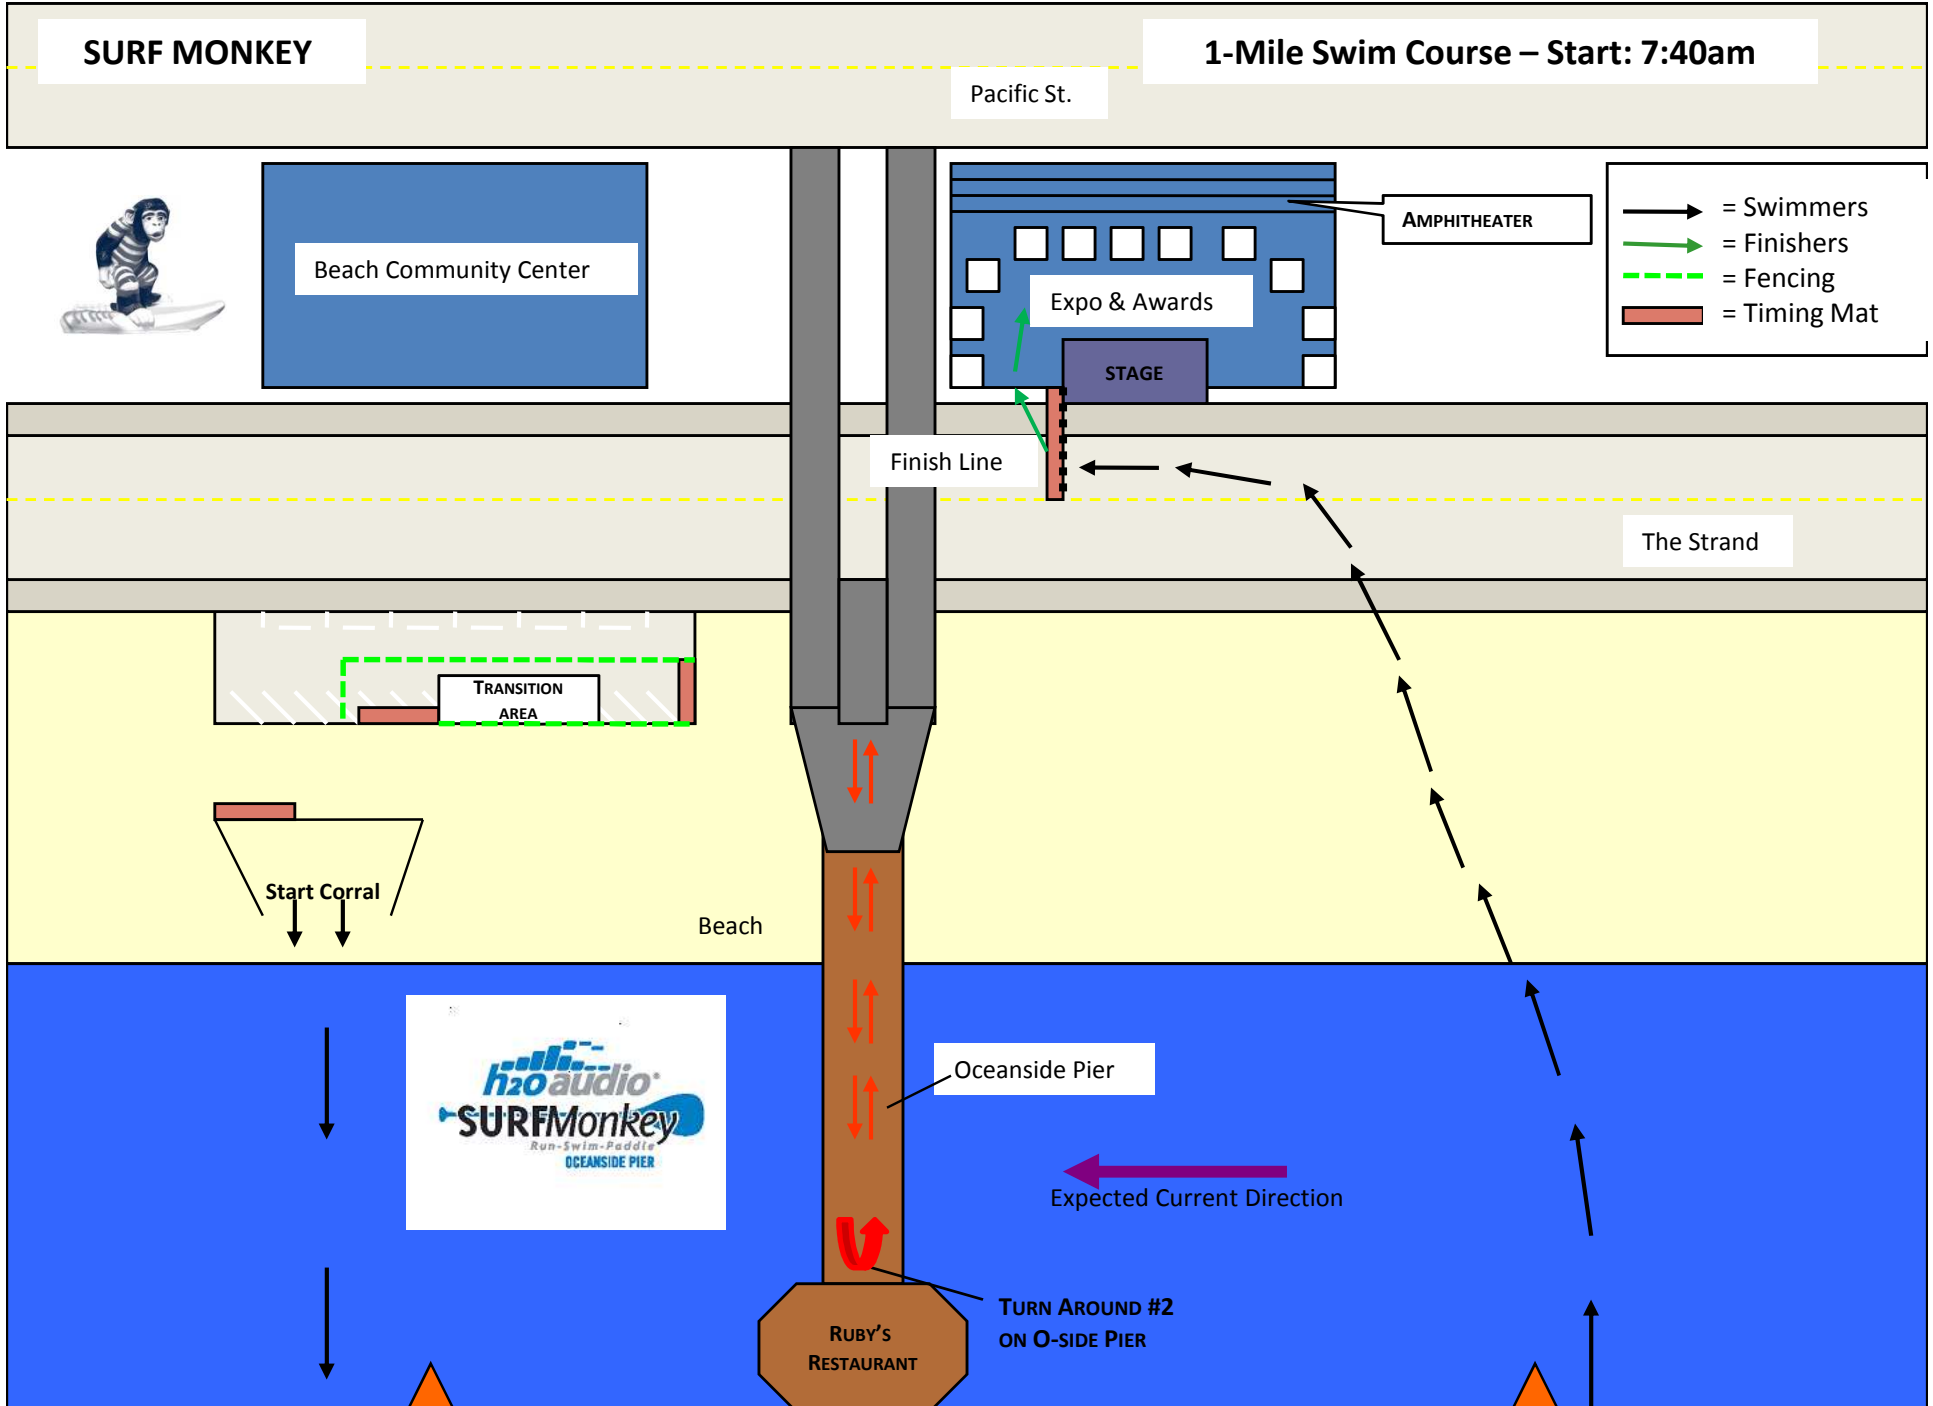 SURF MONKEY
1-Mile Swim Course – Start: 7:40am
Pacific St.
Beach Community Center
AMPHITHEATER
= Swimmers
= Finishers
= Fencing
= Timing Mat
Expo & Awards
STAGE
Finish Line
The Strand
TRANSITION
AREA
Start Corral
Beach
h2oaudio
SURFMonkey
Run-Swim-Paddle
OCEANSIDE PIER
Oceanside Pier
Expected Current Direction
TURN AROUND #2
ON O-SIDE PIER
RUBY'S
RESTAURANT